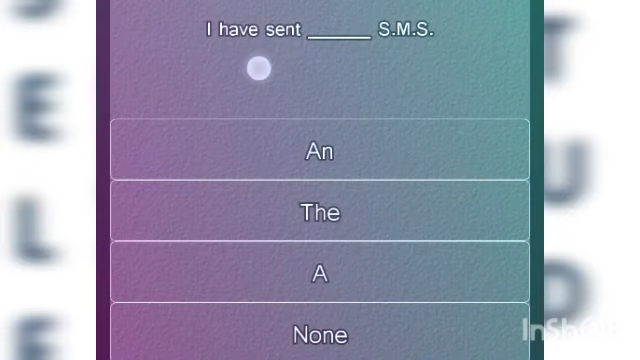 I have sent ______ S.M.S.
An
The
A
None
S
E
L
E
T
U
D